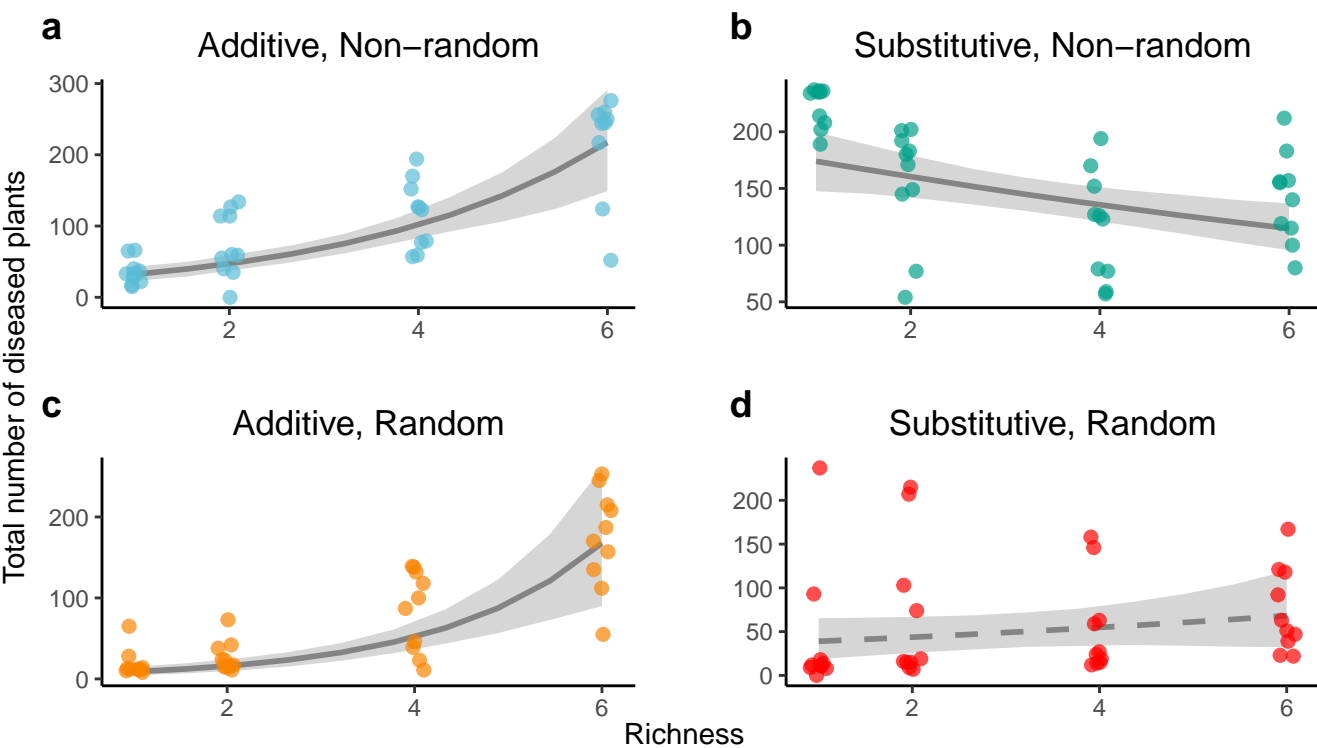 a
Additive, Non−random
b
Substitutive, Non−random
300
200
100
0
2
4
6
200
150
100
50
2
4
6
Total number of diseased plants
c
Additive, Random
d
Substitutive, Random
200
100
0
2
4
6
200
150
100
50
0
2
4
6
Richness